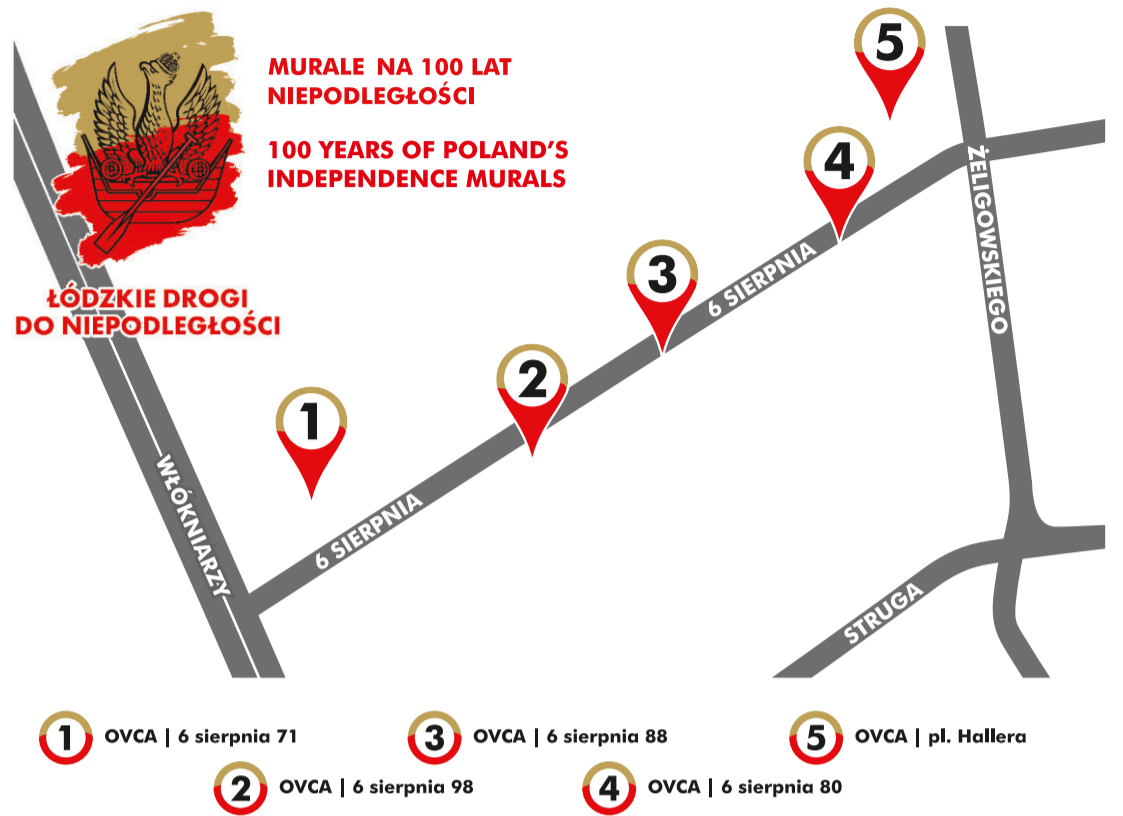 MURALE NA 100 LAT
NIEPODLEGŁOŚCI
100 YEARS OF POLAND'S
INDEPENDENCE MURALS
ŁÓDZKIE DROGI
DO NIEPODLEGŁOŚCI
5
4
3
2
1
6 SIERPNIA
6 SIERPNIA
ŻELIGOWSKIEGO
WŁÓKNIARZY
STRUGA
1 OVCA | 6 sierpnia 71
3 OVCA | 6 sierpnia 88
5 OVCA | pl. Hallera
2 OVCA | 6 sierpnia 98
4 OVCA | 6 sierpnia 80